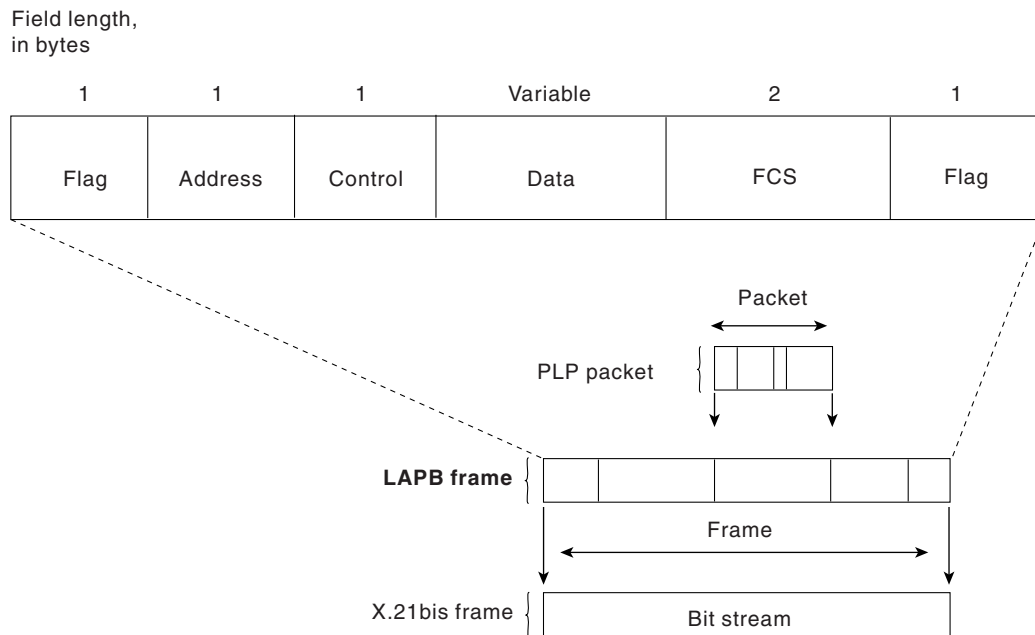 Field length,
in bytes
1 1 1 Variable 2 1
Flag Address Control Data FCS Flag
Packet
PLP packet
LAPB frame
Frame
X.21bis frame
Bit stream